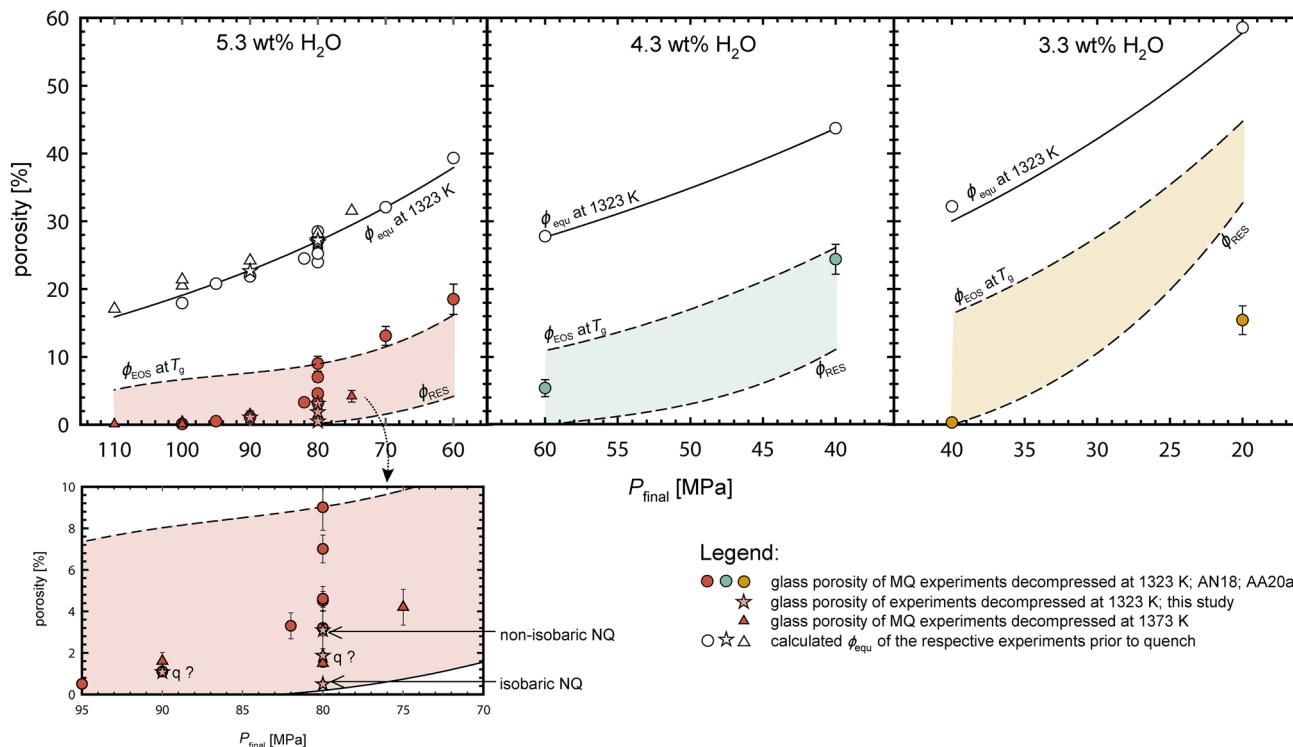 5.3 wt% H₂O
4.3 wt% H₂O
3.3 wt% H₂O
porosity [%]
60
50
40
30
20
10
0
ϕequ at 1323 K
ϕEOS at Tg
ϕRES
ϕequ at 1323 K
ϕEOS at Tg
ϕRES
ϕequ at 1323 K
ϕEOS at Tg
ϕRES
110 100 90 80 70 60
60 55 50 45 40
40 35 30 25 20
Pfinal [MPa]
porosity [%]
10
8
6
4
2
0
q ?
q ?
non-isobaric NQ
isobaric NQ
95 90 85 80 75 70
Pfinal [MPa]
Legend:
glass porosity of MQ experiments decompressed at 1323 K; AN18; AA20a
glass porosity of experiments decompressed at 1323 K; this study
glass porosity of MQ experiments decompressed at 1373 K
calculated ϕequ of the respective experiments prior to quench